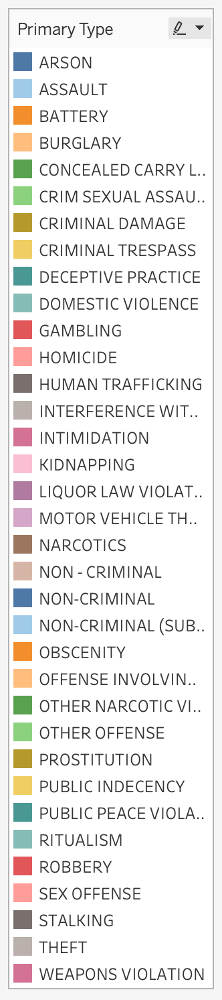 Primary Type
ARSON
ASSAULT
BATTERY
BURGLARY
CONCEALED CARRY L..
CRIM SEXUAL ASSAU..
CRIMINAL DAMAGE
CRIMINAL TRESPASS
DECEPTIVE PRACTICE
DOMESTIC VIOLENCE
GAMBLING
HOMICIDE
HUMAN TRAFFICKING
INTERFERENCE WIT..
INTIMIDATION
KIDNAPPING
LIQUOR LAW VIOLAT..
MOTOR VEHICLE TH..
NARCOTICS
NON - CRIMINAL
NON-CRIMINAL
NON-CRIMINAL (SUB..
OBSCENITY
OFFENSE INVOLVIN..
OTHER NARCOTIC VI..
OTHER OFFENSE
PROSTITUTION
PUBLIC INDECENCY
PUBLIC PEACE VIOLA..
RITUALISM
ROBBERY
SEX OFFENSE
STALKING
THEFT
WEAPONS VIOLATION